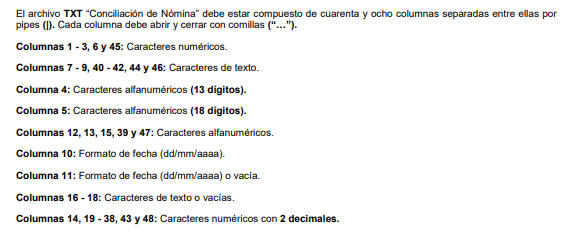 El archivo TXT “Conciliación de Nómina” debe estar compuesto de cuarenta y ocho columnas separadas entre ellas por
pipes (|). Cada columna debe abrir y cerrar con comillas (“…”).
Columnas 1 - 3, 6 y 45: Caracteres numéricos.
Columnas 7 - 9, 40 - 42, 44 y 46: Caracteres de texto.
Columna 4: Caracteres alfanuméricos (13 dígitos).
Columna 5: Caracteres alfanuméricos (18 dígitos).
Columnas 12, 13, 15, 39 y 47: Caracteres alfanuméricos.
Columna 10: Formato de fecha (dd/mm/aaaa).
Columna 11: Formato de fecha (dd/mm/aaaa) o vacía.
Columnas 16 - 18: Caracteres de texto o vacías.
Columnas 14, 19 - 38, 43 y 48: Caracteres numéricos con 2 decimales.